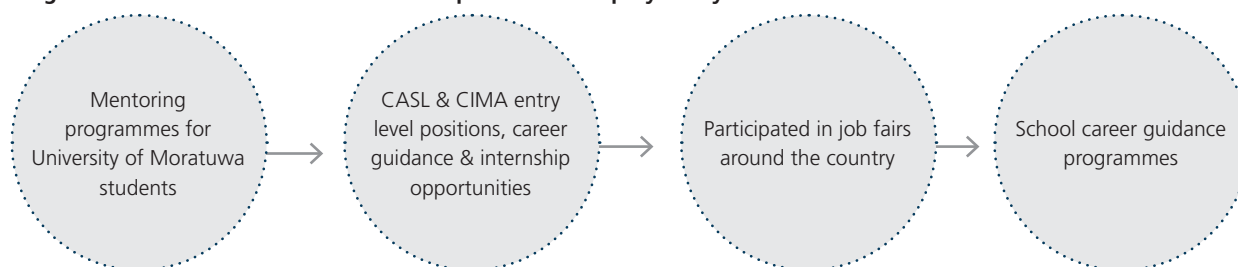 Mentoring
programmes for
University of Moratuwa
students
CASL & CIMA entry
level positions, career
guidance & internship
opportunities
Participated in job fairs
around the country
School career guidance
programmes